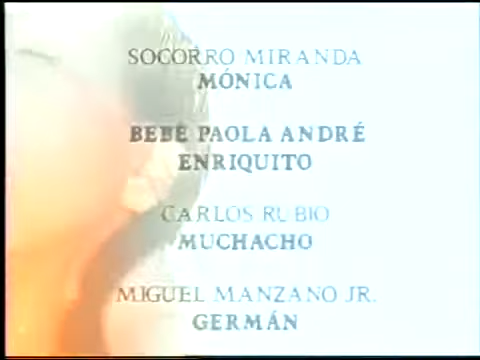 SOCORRO MIRANDA
MÓNICA
BEBÉ PAOLA ANDRÉ
ENRIQUITO
CARLOS RUBIO
MUCHACHO
MIGUEL MANZANO JR.
GERMÁN